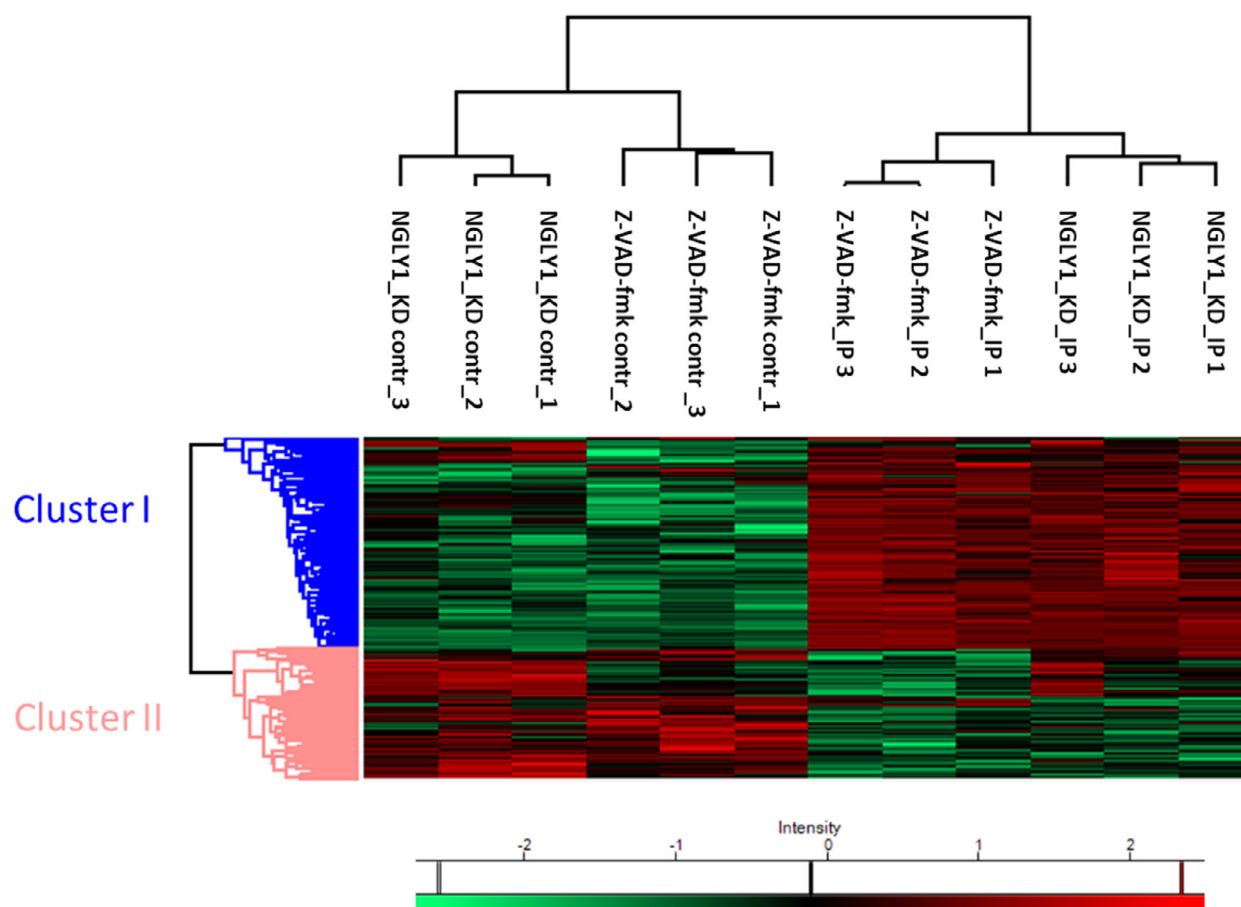 NGLY1_KD contr_3
NGLY1_KD contr_2
NGLY1_KD contr_1
Z-VAD-fmk contr_2
Z-VAD-fmk contr_3
Z-VAD-fmk contr_1
Z-VAD-fmk_IP 3
Z-VAD-fmk_IP 2
Z-VAD-fmk_IP 1
NGLY1_KD_IP 3
NGLY1_KD_IP 2
NGLY1_KD_IP 1
Cluster I
Cluster II
Intensity
-2 -1 0 1 2